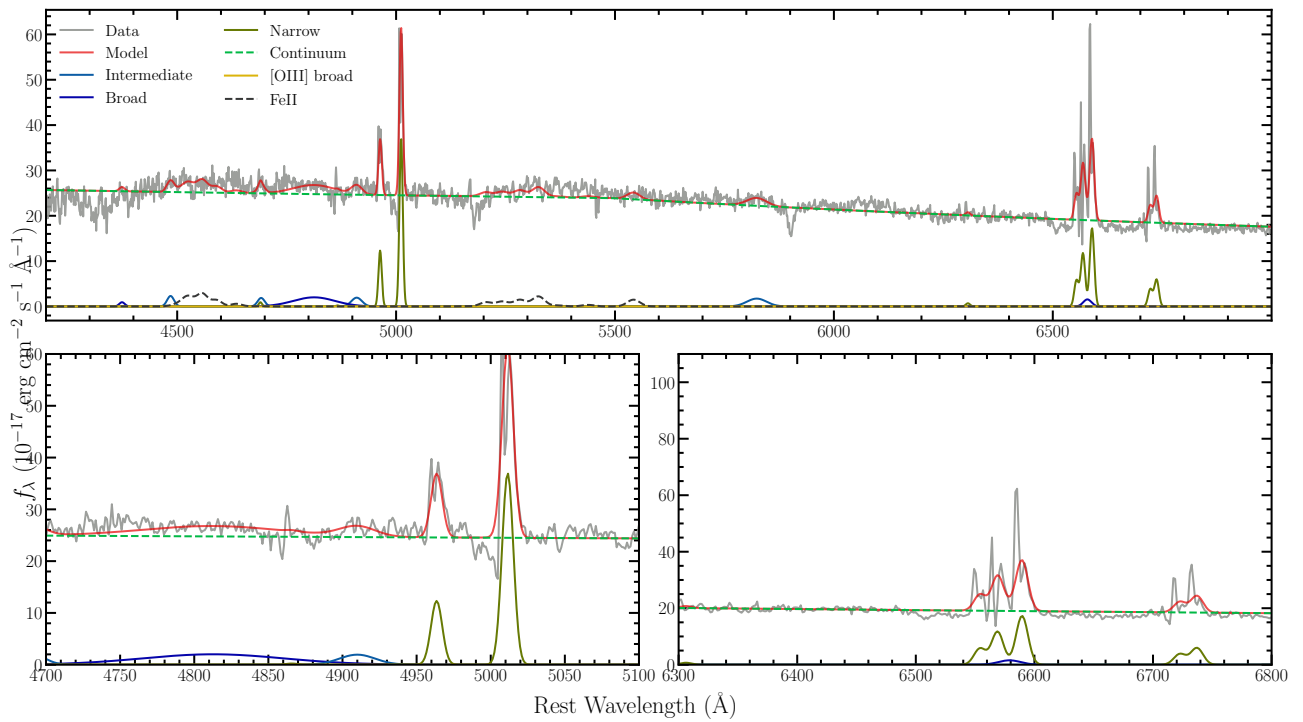 Data
Model
Intermediate
Broad
Narrow
Continuum
[OIII] broad
FeII
60
50
40
30
20
10
0
4500 5000 5500 6000 6500
f_λ (10⁻¹⁷ erg cm⁻² s⁻¹ Å⁻¹)
60
50
40
30
20
10
0
4700 4750 4800 4850 4900 4950 5000 5050 5100
100
80
60
40
20
0
6300 6400 6500 6600 6700 6800
Rest Wavelength (Å)